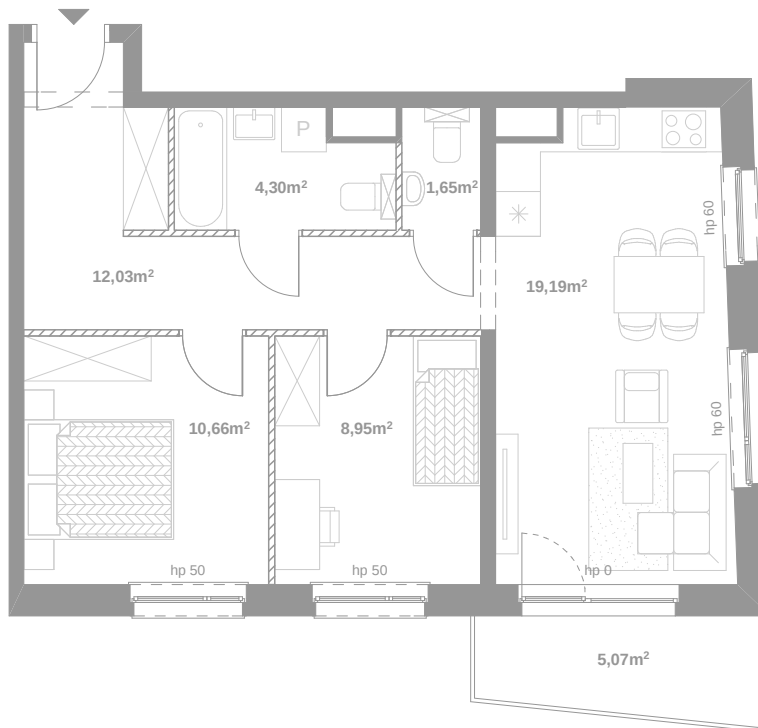 P
4,30m²
1,65m²
hp 60
12,03m²
19,19m²
hp 60
10,66m²
8,95m²
hp 50
hp 50
hp 0
5,07m²